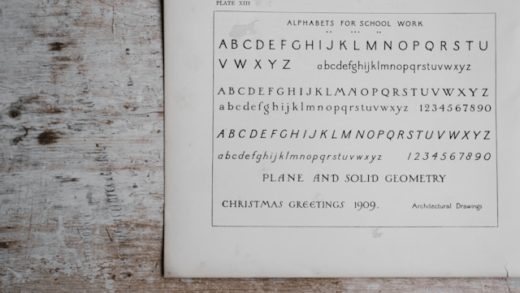 PLATE XIII
ALPHABETS FOR SCHOOL WORK
ABCDEFGHIJKLMNOPQRSTU
VWXYZ abcdefghijklmnopqrstuvwxyz
ABCDEFGHIJKLMNOPQRSTUVWXYZ
abcdefghijklmnopqrstuvwxyz 1234567890
ABCDEFGHIJKLMNOPQRSTUVWXYZ
abcdefghijklmnopqrstuvwxyz 1234567890
PLANE AND SOLID GEOMETRY
CHRISTMAS GREETINGS 1909. Architectural Drawings